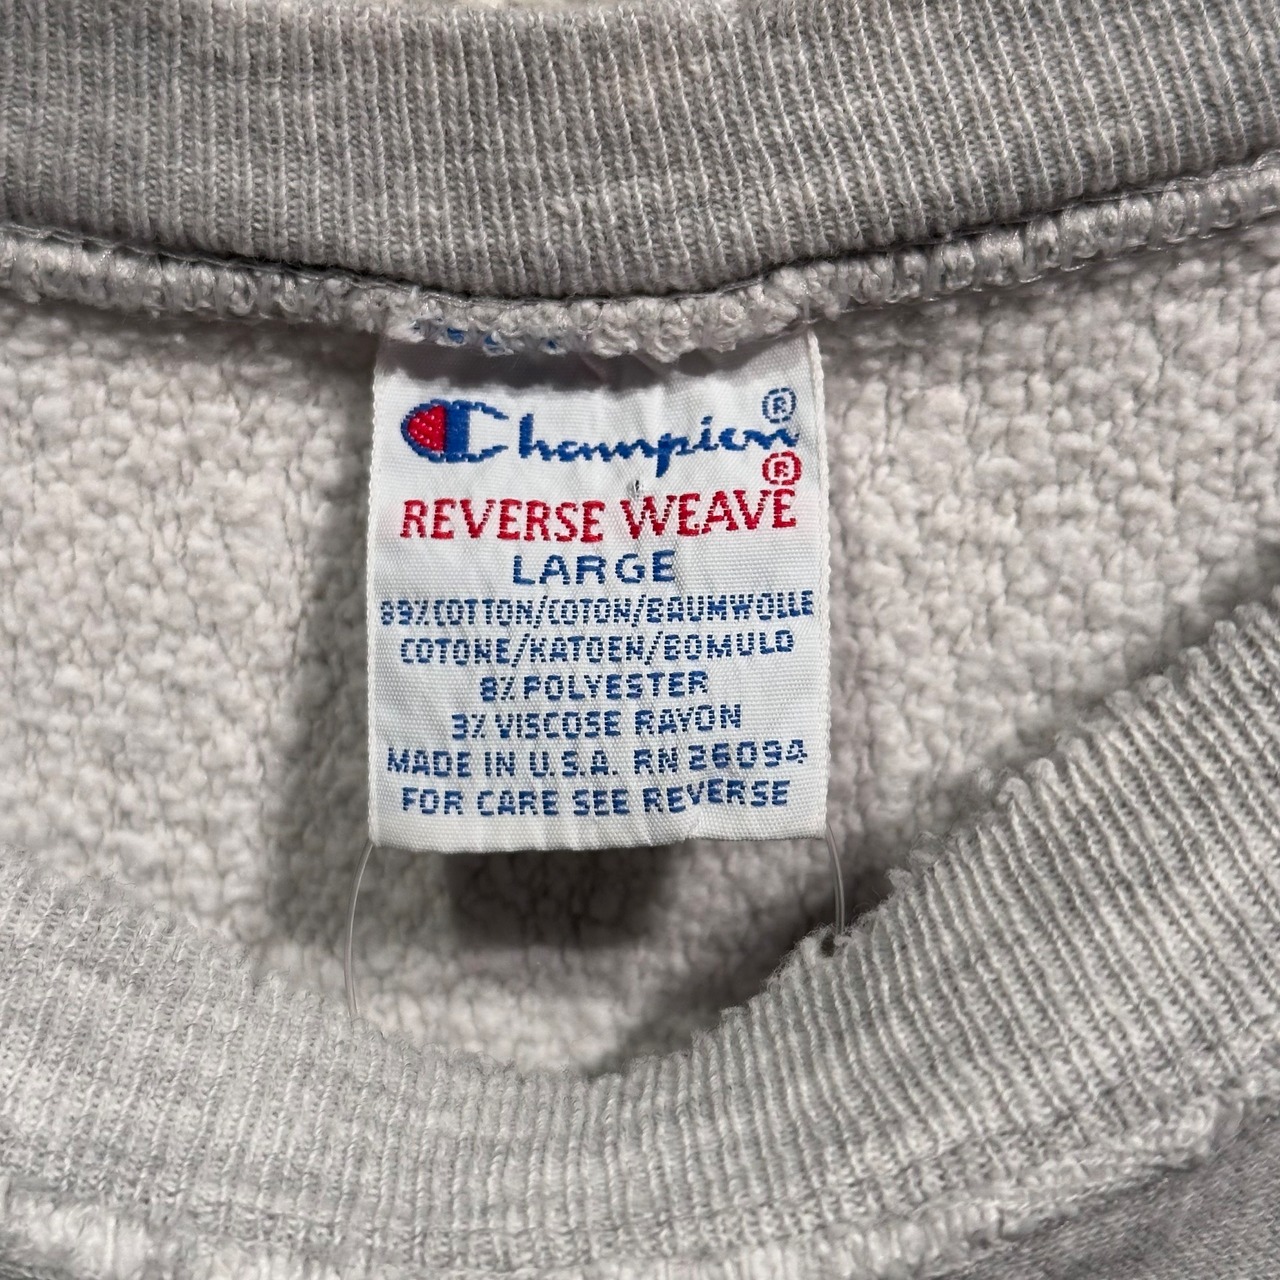 Champion®
REVERSE WEAVE®
LARGE
89% COTTON/COTON/BAUMWOLLE
COTONE/KATOEN/BOMULD
8% POLYESTER
3% VISCOSE RAYON
MADE IN U.S.A. RN 26094
FOR CARE SEE REVERSE